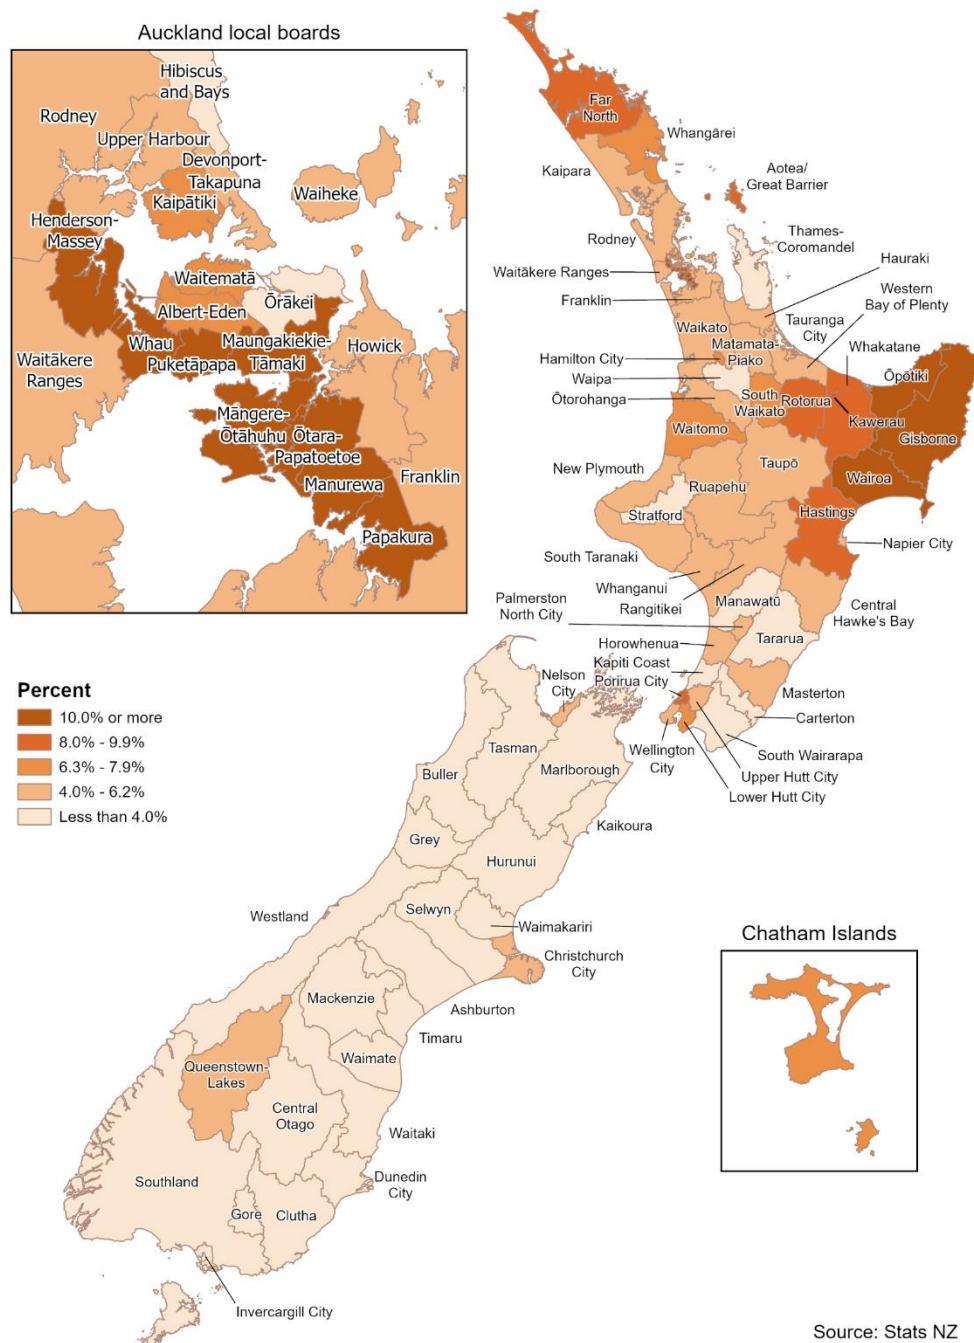 Auckland local boards
Hibiscus
and Bays
Rodney
Upper Harbour
Devonport-
Takapuna
Kaipātiki
Waiheke
Henderson-
Massey
Waitematā
Ōrākei
Albert-Eden
Whau
Puketāpapa
Maungakiekie-
Tāmaki
Howick
Waitākere
Ranges
Māngere-
Ōtāhuhu
Ōtara-
Papatoetoe
Manurewa
Franklin
Papakura
Far
North
Whangārei
Kaipara
Aotea/
Great Barrier
Rodney
Thames-
Coromandel
Waitākere Ranges
Hauraki
Franklin
Western
Bay of Plenty
Waikato
Tauranga
City
Hamilton City
Matamata-
Piako
Whakatane
Waipa
Ōpōtiki
Ōtorohanga
South
Waikato
Rotorua
Kawerau
Gisborne
Waitomo
Taupō
Wairoa
New Plymouth
Ruapehu
Stratford
Hastings
Napier City
South Taranaki
Whanganui
Rangitikei
Manawatū
Central
Hawke's Bay
Palmerston
North City
Tararua
Horowhenua
Kapiti Coast
Porirua City
Masterton
Carterton
South Wairarapa
Wellington
City
Upper Hutt City
Lower Hutt City
Percent
10.0% or more
8.0% - 9.9%
6.3% - 7.9%
4.0% - 6.2%
Less than 4.0%
Nelson
City
Tasman
Buller
Marlborough
Kaikoura
Grey
Hurunui
Westland
Selwyn
Waimakariri
Christchurch
City
Mackenzie
Ashburton
Timaru
Waimate
Queenstown-
Lakes
Central
Otago
Waitaki
Southland
Dunedin
City
Gore
Clutha
Invercargill City
Chatham Islands
Source: Stats NZ